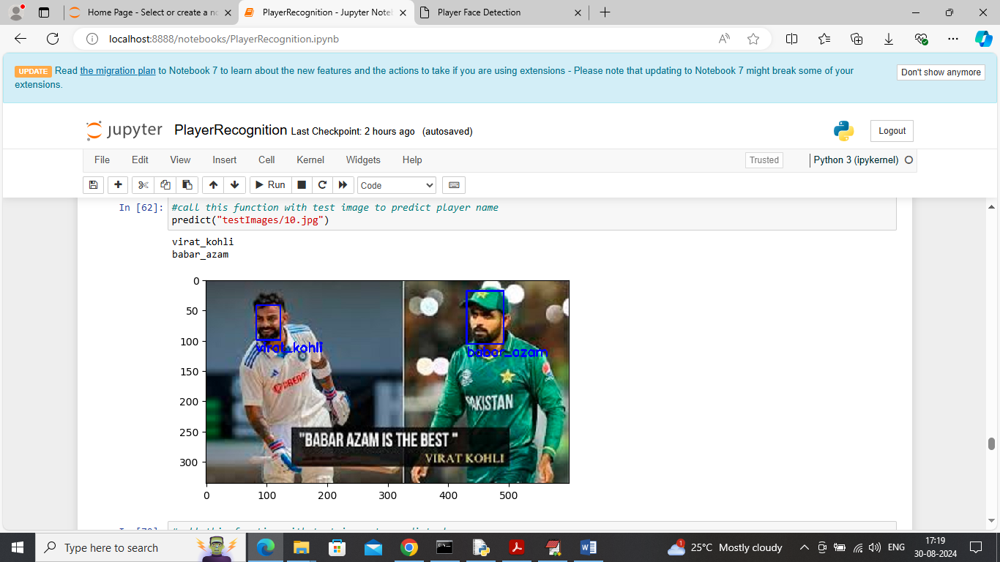 Home Page - Select or create a no
PlayerRecognition - Jupyter Note
Player Face Detection
localhost:8888/notebooks/PlayerRecognition.ipynb
UPDATE Read the migration plan to Notebook 7 to learn about the new features and the actions to take if you are using extensions - Please note that updating to Notebook 7 might break some of your
extensions.
Don't show anymore
jupyter PlayerRecognition Last Checkpoint: 2 hours ago (autosaved)
Logout
File Edit View Insert Cell Kernel Widgets Help
Trusted Python 3 (ipykernel)
Run Code
In [62]: #call this function with test image to predict player name
predict("testImages/10.jpg")
virat_kohli
babar_azam
0
50
100
150
200
250
300
virat_kohli
babar_azam
PAKISTAN
"BABAR AZAM IS THE BEST "
VIRAT KOHLI
0 100 200 300 400 500
Type here to search
1
25°C Mostly cloudy
ENG
17:19
30-08-2024